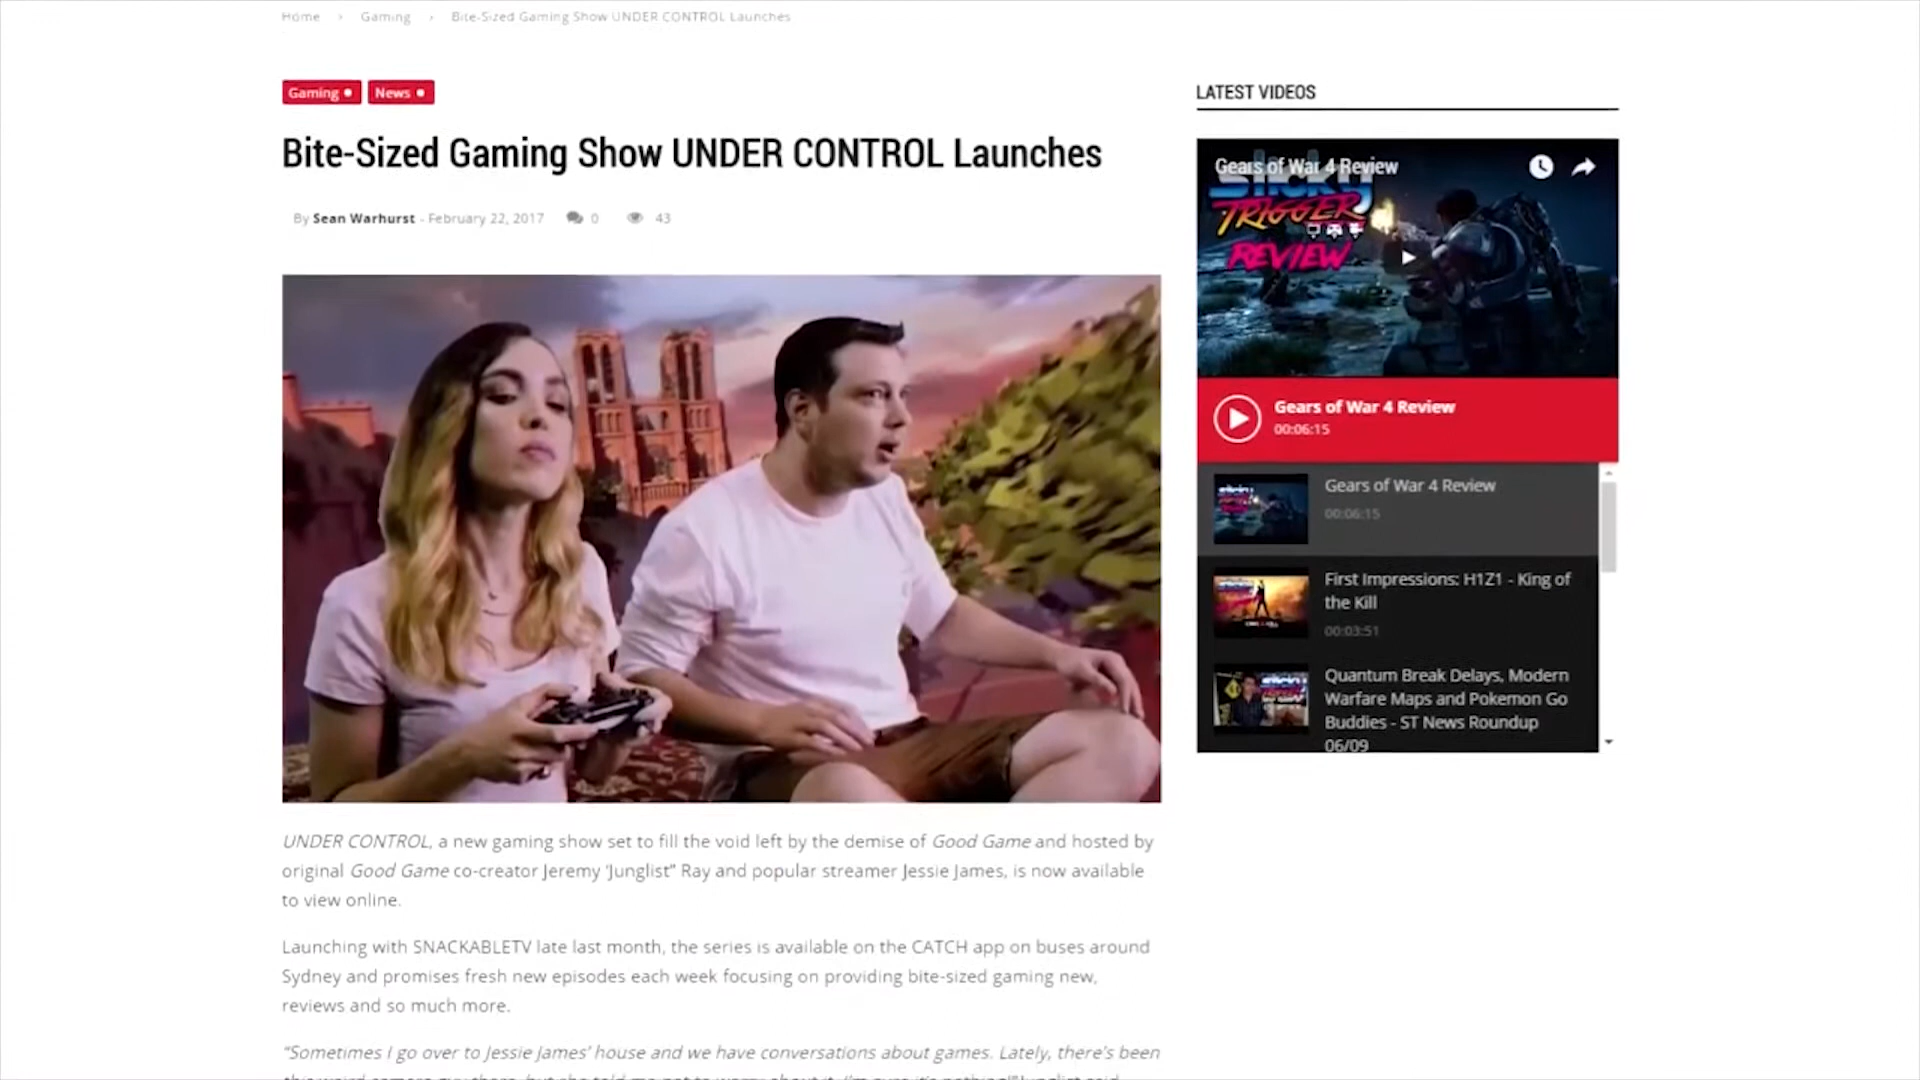 Home › Gaming › Bite-Sized Gaming Show UNDER CONTROL Launches
Gaming
News
Bite-Sized Gaming Show UNDER CONTROL Launches
By Sean Warhurst - February 22, 2017 0 43
UNDER CONTROL, a new gaming show set to fill the void left by the demise of Good Game and hosted by
original Good Game co-creator Jeremy ‘Junglist” Ray and popular streamer Jessie James, is now available
to view online.
Launching with SNACKABLETV late last month, the series is available on the CATCH app on buses around
Sydney and promises fresh new episodes each week focusing on providing bite-sized gaming new,
reviews and so much more.
“Sometimes I go over to Jessie James’ house and we have conversations about games. Lately, there’s been
LATEST VIDEOS
Gears of War 4 Review
STICKY
TRIGGER
REVIEW
Gears of War 4 Review
00:06:15
Gears of War 4 Review
00:06:15
First Impressions: H1Z1 - King of
the Kill
00:03:51
Quantum Break Delays, Modern
Warfare Maps and Pokemon Go
Buddies - ST News Roundup
06/09